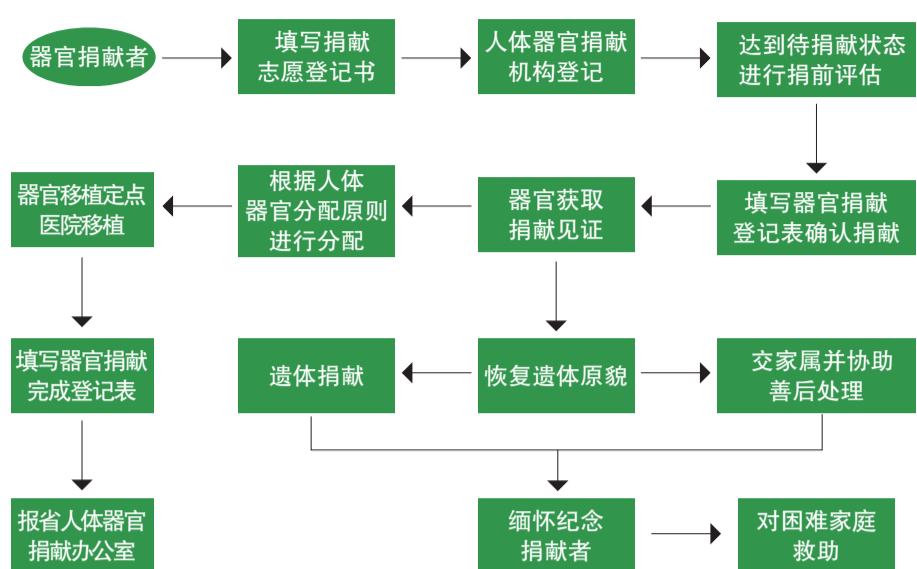 器官捐献者
填写捐献
志愿登记书
人体器官捐献
机构登记
达到待捐献状态
进行捐前评估
器官移植定点
医院移植
根据人体
器官分配原则
进行分配
器官获取
捐献见证
填写器官捐献
登记表确认捐献
填写器官捐献
完成登记表
遗体捐献
恢复遗体原貌
交家属并协助
善后处理
报省人体器官
捐献办公室
缅怀纪念
捐献者
对困难家庭
救助